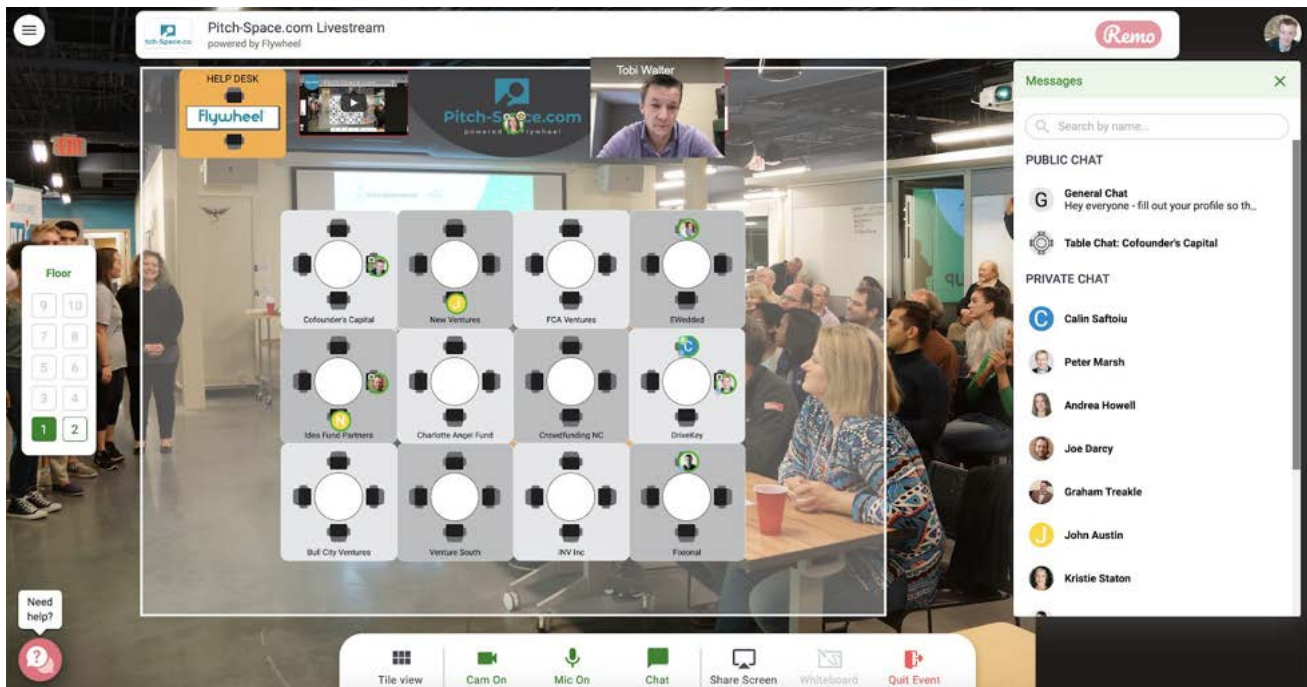 Pitch-Space.com Livestream
powered by Flywheel
Remo
HELP DESK
Flywheel
Pitch-Space.com
powered Flywheel
Tobi Walter
EXIT
Floor
9 10
7 8
5 6
3 4
1 2
Cofounder's Capital
New Ventures
FCA Ventures
EWedded
Idea Fund Partners
Charlotte Angel Fund
Crowdfunding NC
DriveKey
Bull City Ventures
Venture South
INV Inc
Fixional
J
C
N
Messages
Search by name...
PUBLIC CHAT
G
General Chat
Hey everyone - fill out your profile so th...
Table Chat: Cofounder's Capital
PRIVATE CHAT
C
Calin Saftoiu
Peter Marsh
Andrea Howell
Joe Darcy
Graham Treakle
J
John Austin
Kristie Staton
Need
help?
Tile view
Cam On
Mic On
Chat
Share Screen
Whiteboard
Quit Event